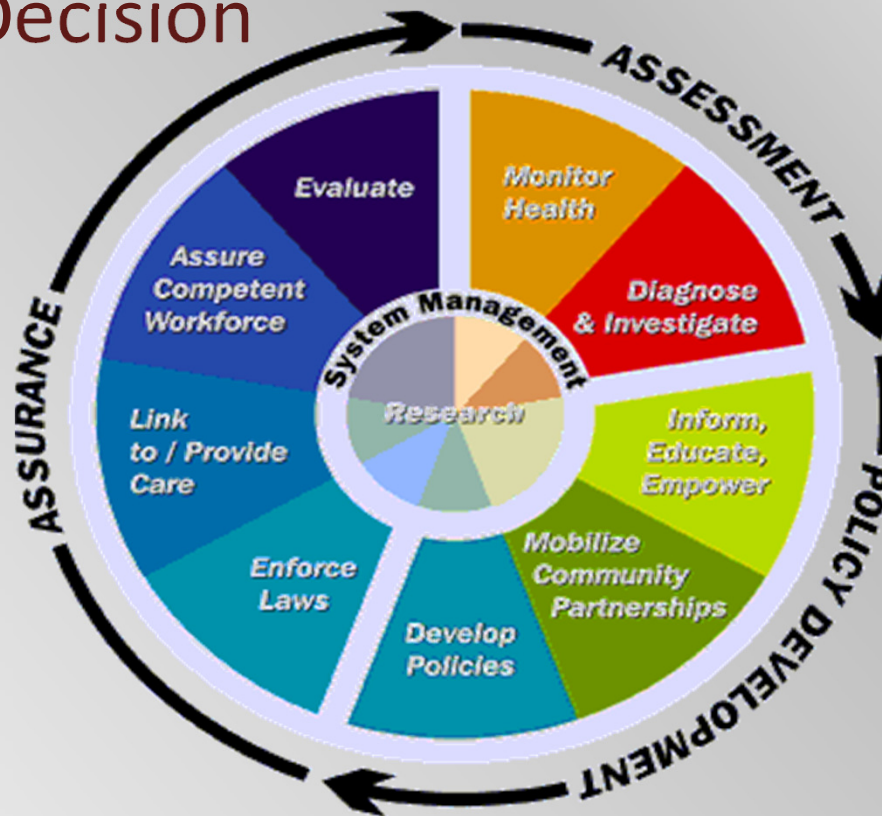 Decision
ASSESSMENT
POLICY DEVELOPMENT
ASSURANCE
Monitor
Health
Diagnose
& Investigate
Inform,
Educate,
Empower
Mobilize
Community
Partnerships
Develop
Policies
Enforce
Laws
Link
to / Provide
Care
Assure
Competent
Workforce
Evaluate
System Management
Research